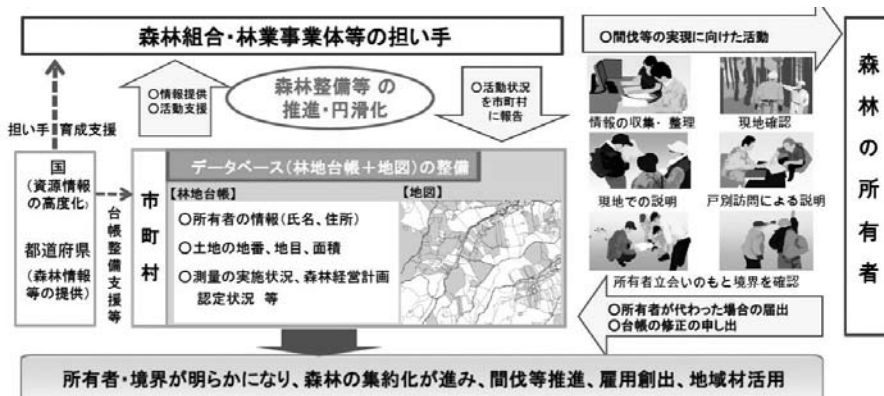 森林組合・林業事業体等の担い手
○情報提供
○活動支援
森林整備等 の
推進・円滑化
○活動状況
を市町村
に報告
担い手 育成支援
国
(資源情報
の高度化)
都道府県
(森林情報
等の提供)
台帳整備支援等
市町村
データベース(林地台帳＋地図)の整備
【林地台帳】
○所有者の情報(氏名、住所)
○土地の地番、地目、面積
○測量の実施状況、森林経営計画
認定状況 等
【地図】
○間伐等の実現に向けた活動
情報の収集・整理
現地確認
現地での説明
戸別訪問による説明
所有者立会いのもと境界を確認
○所有者が代わった場合の届出
○台帳の修正の申し出
森林の所有者
所有者・境界が明らかになり、森林の集約化が進み、間伐等推進、雇用創出、地域材活用